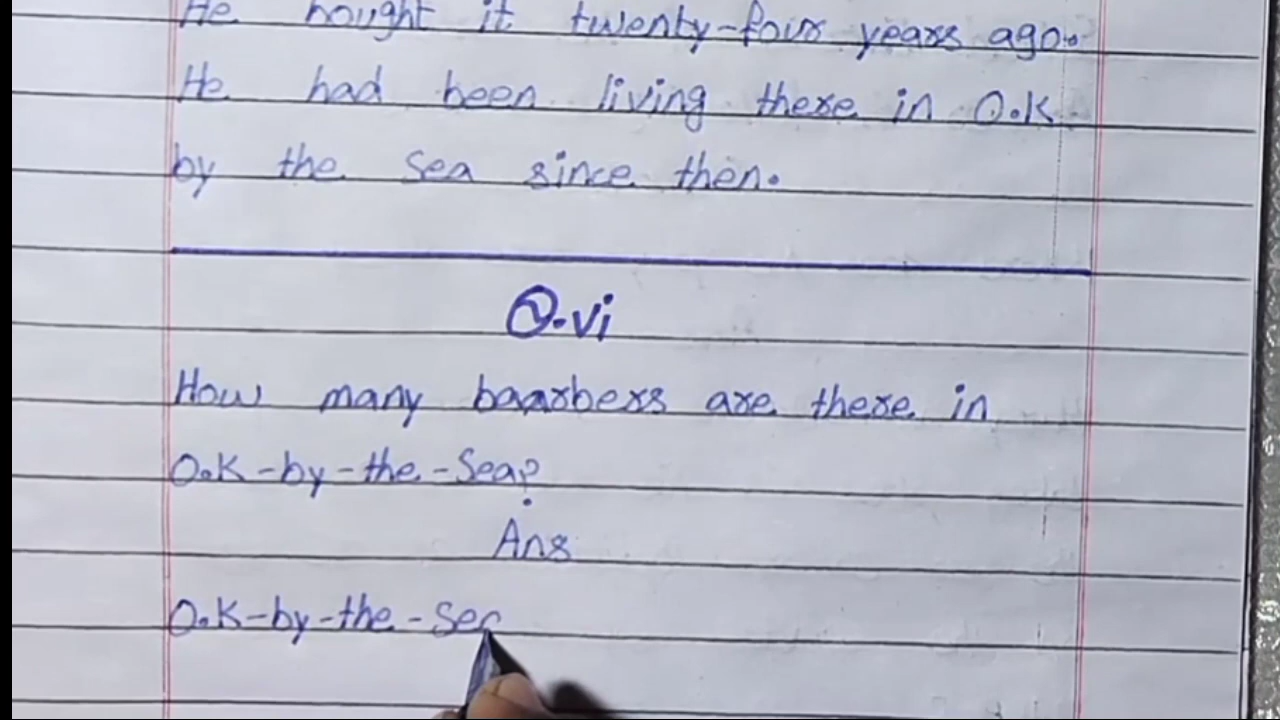 He bought it twenty-four years ago.
He had been living there in O.K
by the Sea since then.
Q.vi
How many baarbers are there in
O.K-by-the-Sea?
Ans
O.K-by-the-Sea